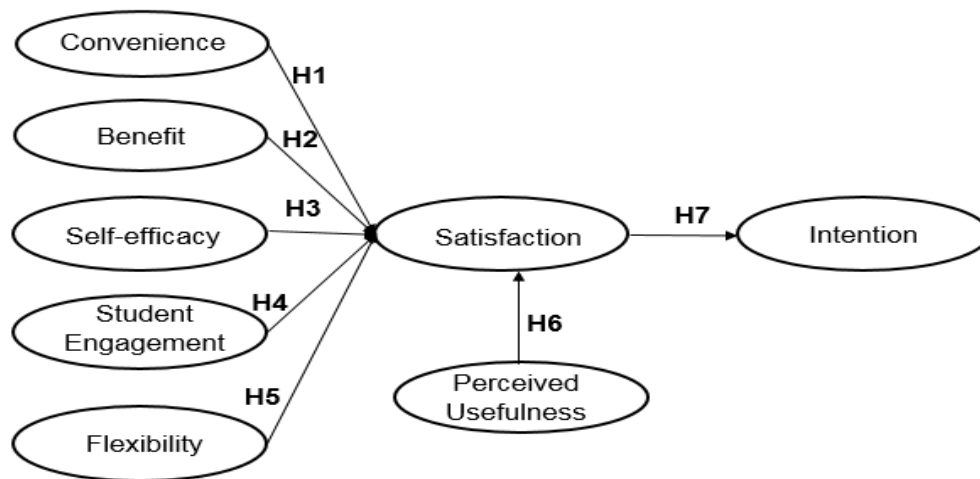 Convenience
H1
Benefit
H2
Self-efficacy
H3
Satisfaction
H7
Intention
Student
Engagement
H4
H6
Perceived
Usefulness
H5
Flexibility